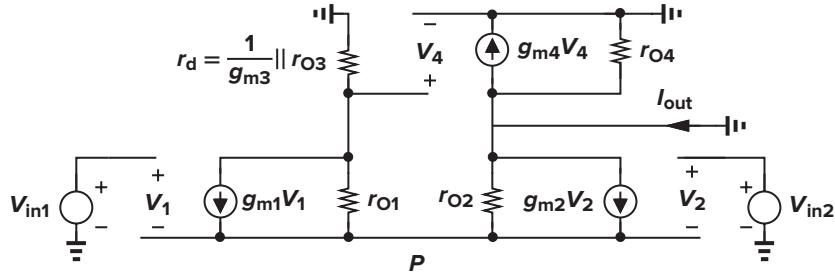 r_d = 1/g_m3 || r_O3
−
V_4
+
g_m4V_4
r_O4
I_out
V_in1
+
−
+
V_1
−
g_m1V_1
r_O1
r_O2
g_m2V_2
+
V_2
−
+
−
V_in2
P